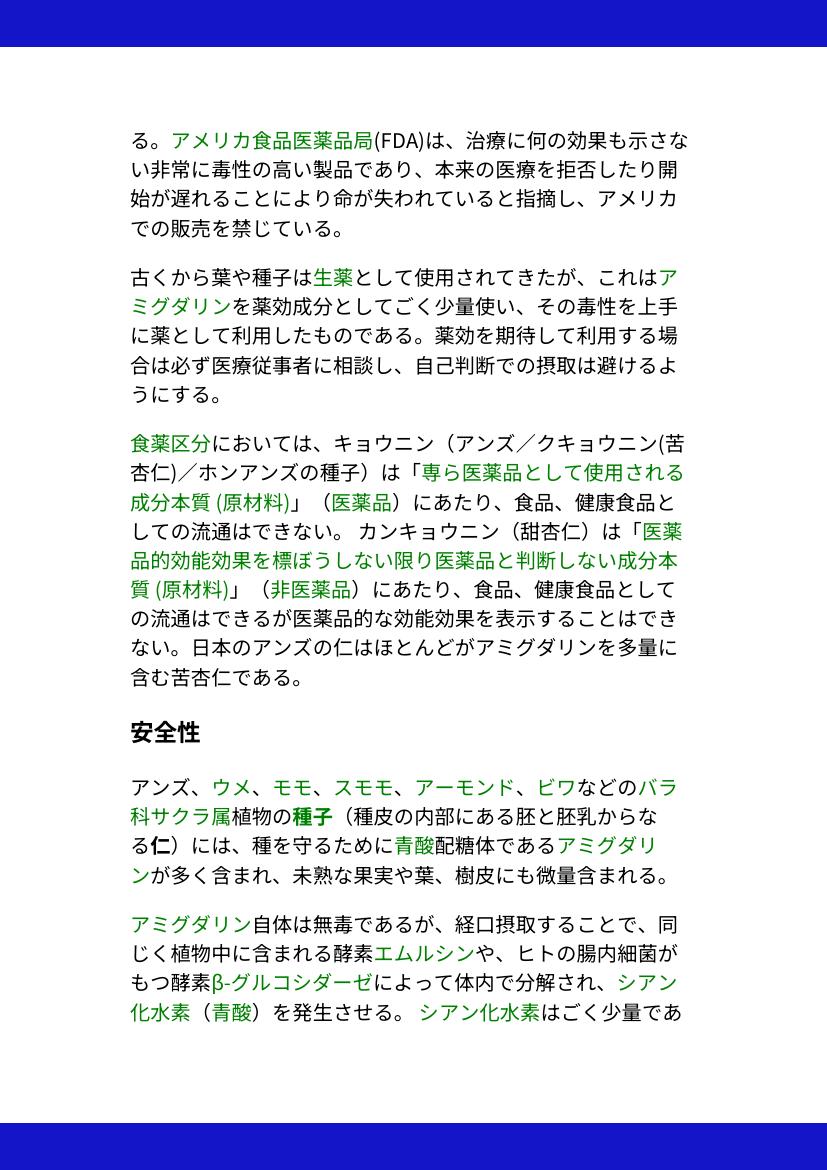 る。アメリカ食品医薬品局(FDA)は、治療に何の効果も示さな
い非常に毒性の高い製品であり、本来の医療を拒否したり開
始が遅れることにより命が失われていると指摘し、アメリカ
での販売を禁じている。
古くから葉や種子は生薬として使用されてきたが、これはア
ミグダリンを薬効成分としてごく少量使い、その毒性を上手
に薬として利用したものである。薬効を期待して利用する場
合は必ず医療従事者に相談し、自己判断での摂取は避けるよ
うにする。
食薬区分においては、キョウニン（アンズ／クキョウニン(苦
杏仁)／ホンアンズの種子）は「専ら医薬品として使用される
成分本質 (原材料)」（医薬品）にあたり、食品、健康食品と
しての流通はできない。 カンキョウニン（甜杏仁）は「医薬
品的効能効果を標ぼうしない限り医薬品と判断しない成分本
質 (原材料)」（非医薬品）にあたり、食品、健康食品として
の流通はできるが医薬品的な効能効果を表示することはでき
ない。日本のアンズの仁はほとんどがアミグダリンを多量に
含む苦杏仁である。
安全性
アンズ、ウメ、モモ、スモモ、アーモンド、ビワなどのバラ
科サクラ属植物の種子（種皮の内部にある胚と胚乳からな
る仁）には、種を守るために青酸配糖体であるアミグダリ
ンが多く含まれ、未熟な果実や葉、樹皮にも微量含まれる。
アミグダリン自体は無毒であるが、経口摂取することで、同
じく植物中に含まれる酵素エムルシンや、ヒトの腸内細菌が
もつ酵素β-グルコシダーゼによって体内で分解され、シアン
化水素（青酸）を発生させる。 シアン化水素はごく少量であ